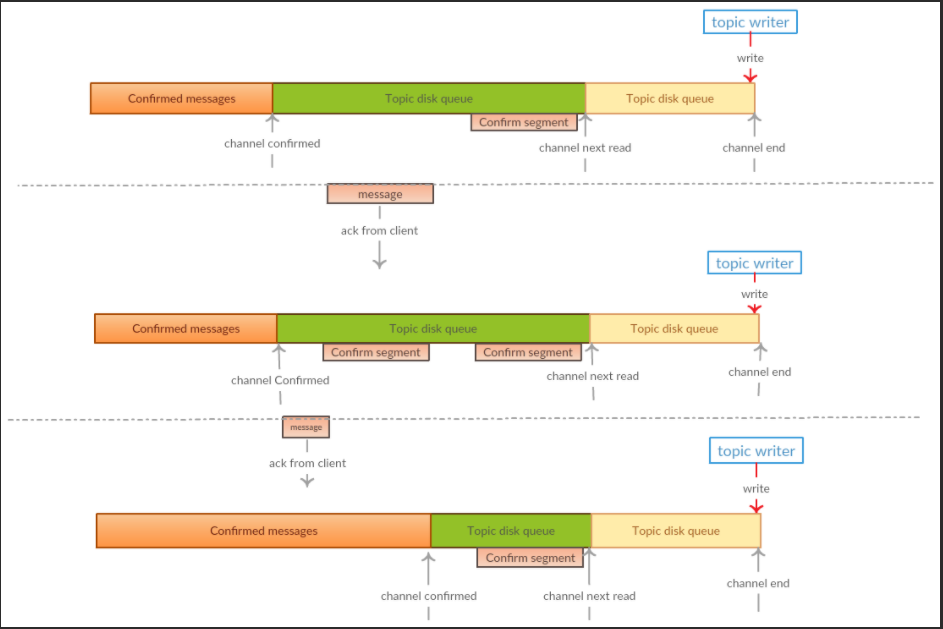 topic writer
write
Confirmed messages
Topic disk queue
Topic disk queue
Confirm segment
channel confirmed
channel next read
channel end
message
ack from client
topic writer
write
Confirmed messages
Topic disk queue
Topic disk queue
Confirm segment
Confirm segment
channel Confirmed
channel next read
channel end
message
ack from client
topic writer
write
Confirmed messages
Topic disk queue
Topic disk queue
Confirm segment
channel confirmed
channel next read
channel end